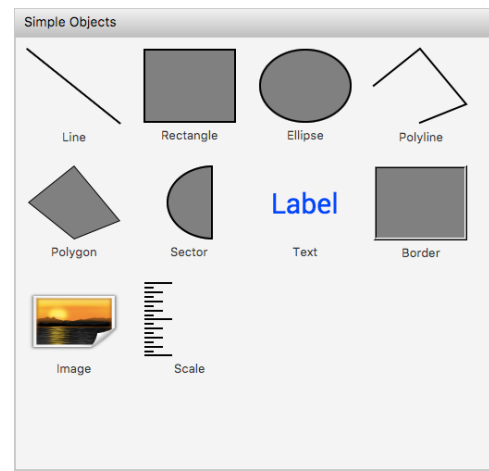 Simple Objects
Line
Rectangle
Ellipse
Polyline
Polygon
Sector
Label
Text
Border
Image
Scale